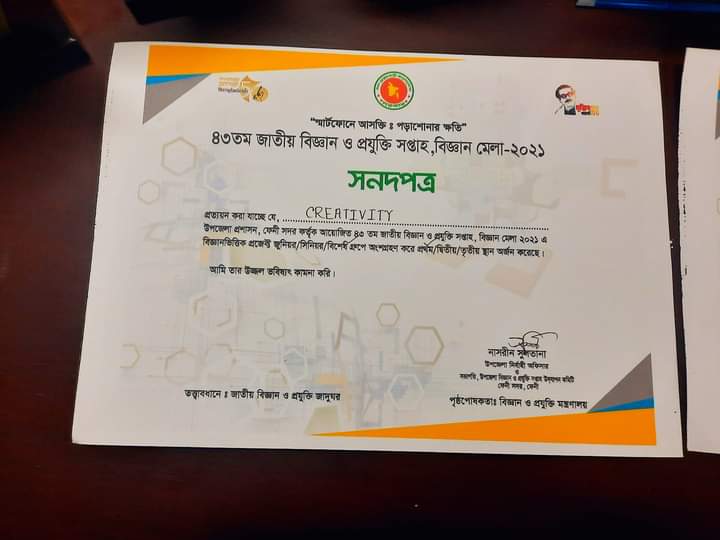 "স্মার্টফোনে আসক্তি ঃ পড়াশোনার ক্ষতি"
৪৩তম জাতীয় বিজ্ঞান ও প্রযুক্তি সপ্তাহ,বিজ্ঞান মেলা-২০২১
সনদপত্র
প্রত্যয়ন করা যাচ্ছে যে, CREATIVITY
উপজেলা প্রশাসন, ফেনী সদর কর্তৃক আয়োজিত ৪৩ তম জাতীয় বিজ্ঞান ও প্রযুক্তি সপ্তাহ, বিজ্ঞান মেলা ২০২১ এ
বিজ্ঞানভিত্তিক প্রজেক্ট জুনিয়র/সিনিয়র/বিশেষ গ্রুপে অংশগ্রহণ করে প্রথম/দ্বিতীয়/তৃতীয় স্থান অর্জন করেছে।
আমি তার উজ্জল ভবিষ্যৎ কামনা করি।
নাসরীন সুলতানা
উপজেলা নির্বাহী অফিসার
ও
সভাপতি, উপজেলা বিজ্ঞান ও প্রযুক্তি সপ্তাহ উদযাপন কমিটি
ফেনী সদর, ফেনী
তত্ত্বাবধানে ঃ জাতীয় বিজ্ঞান ও প্রযুক্তি জাদুঘর
পৃষ্ঠপোষকতাঃ বিজ্ঞান ও প্রযুক্তি মন্ত্রণালয়